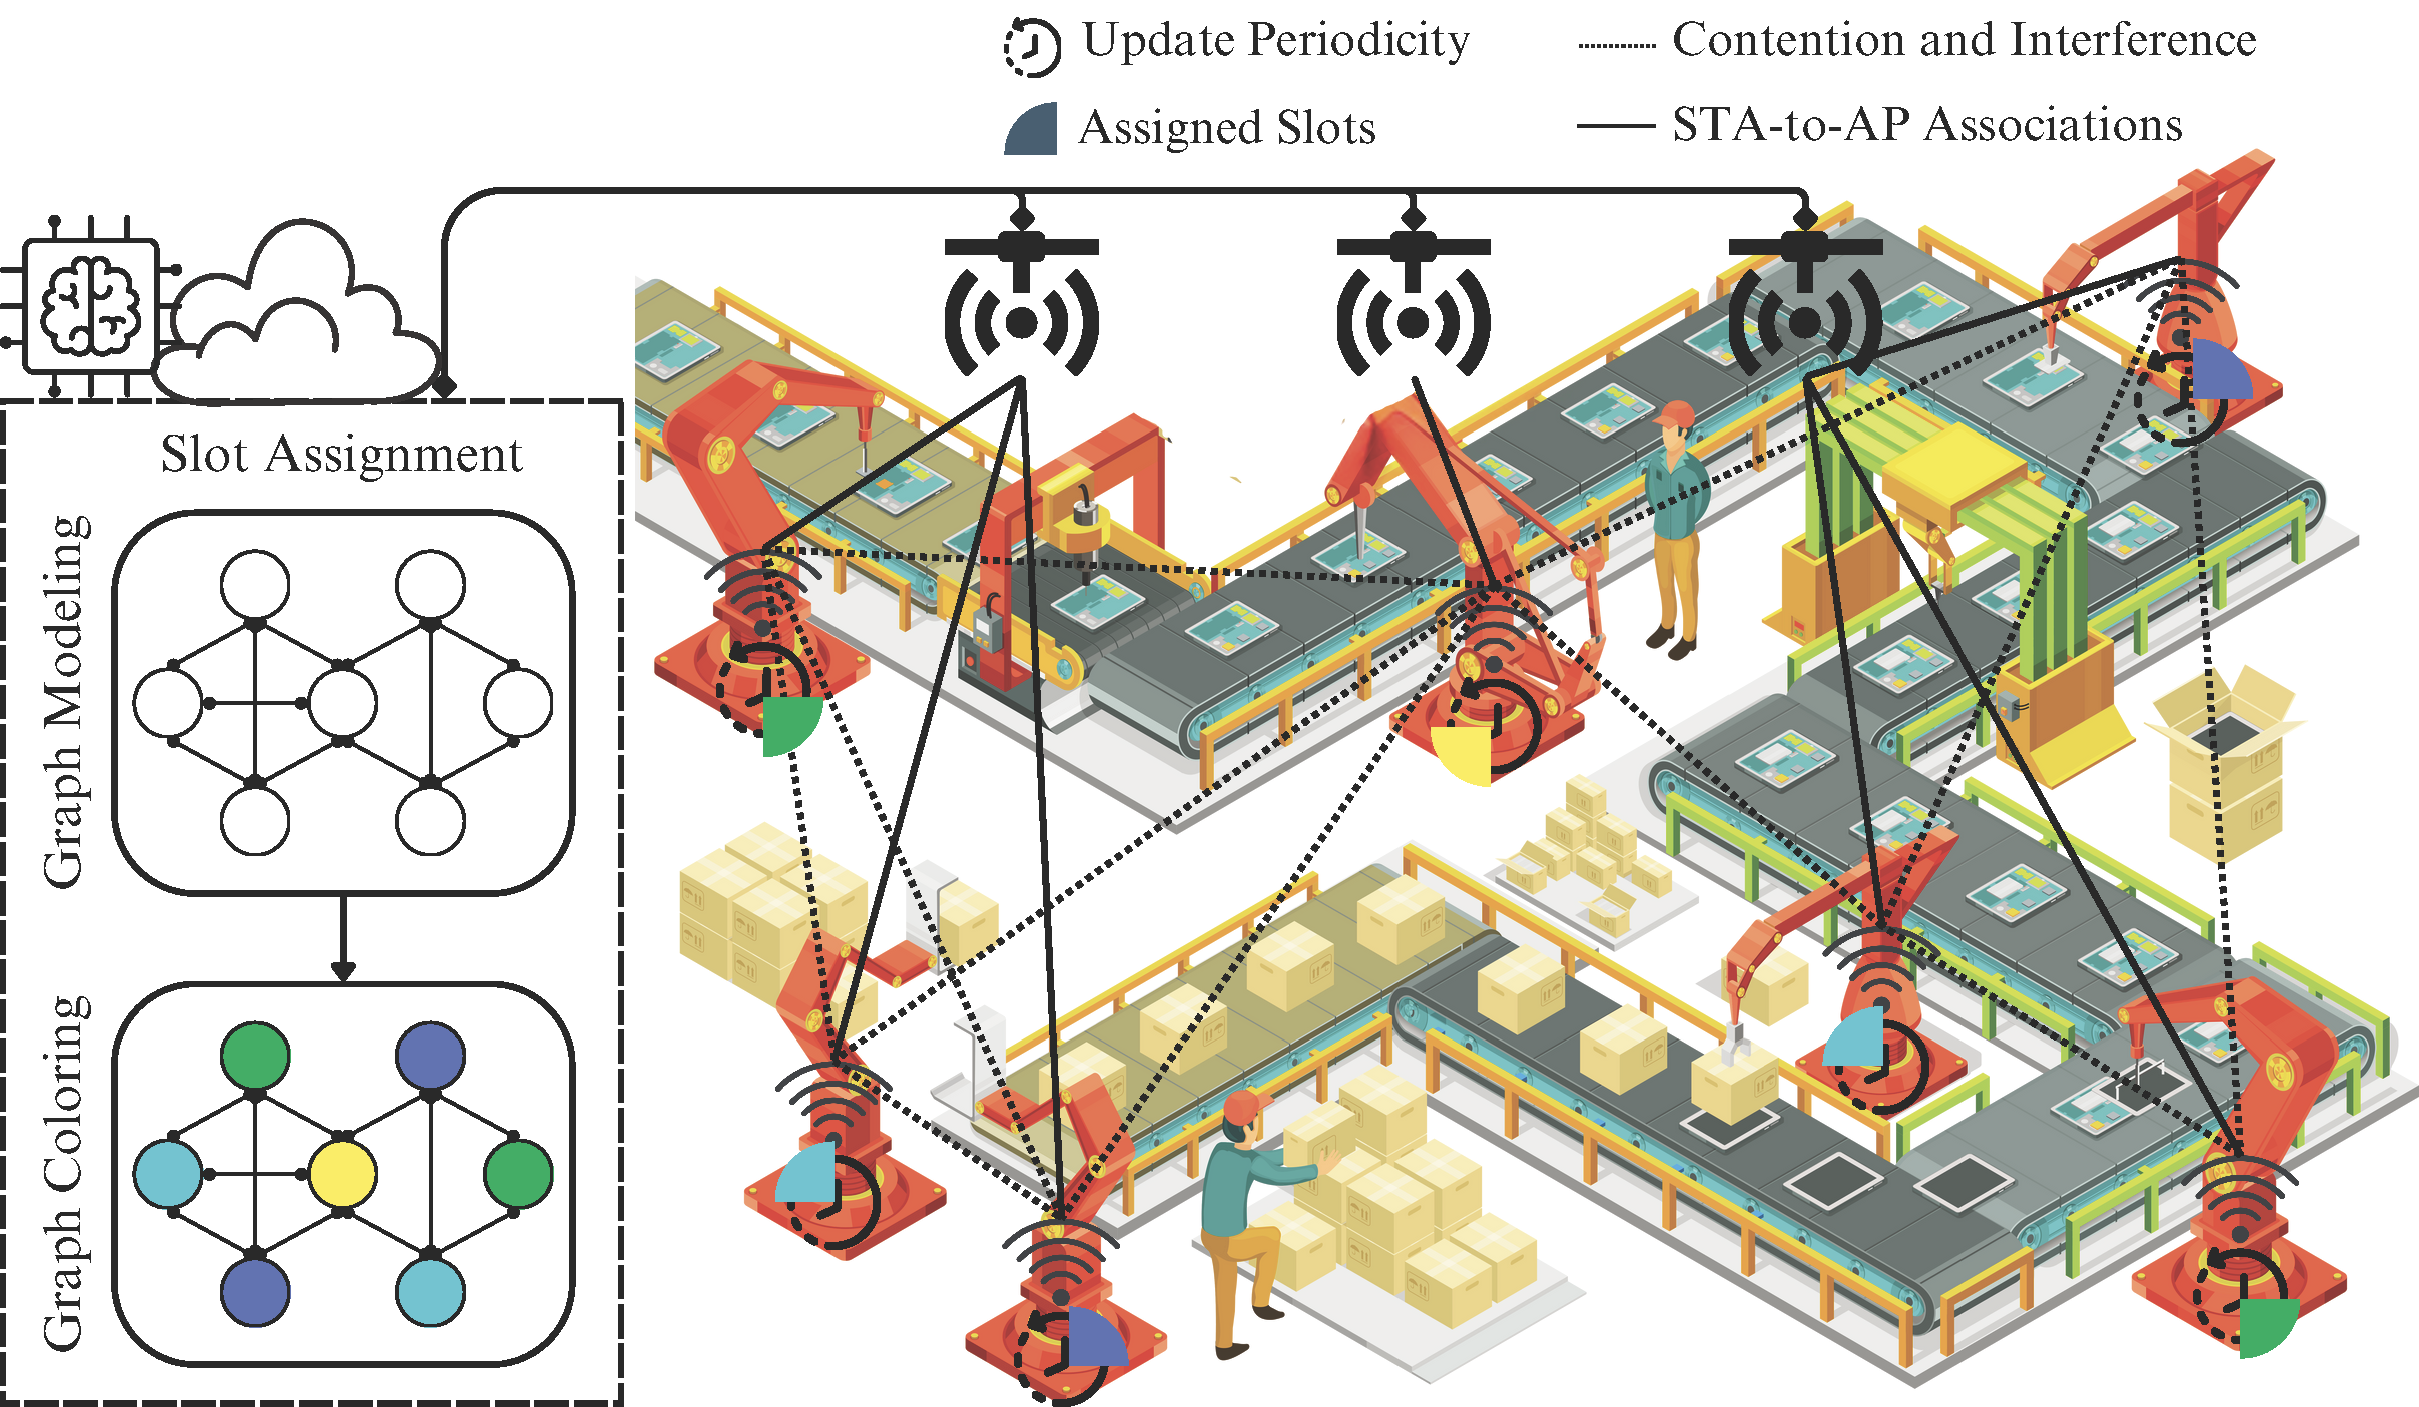 Update Periodicity
Contention and Interference
Assigned Slots
STA-to-AP Associations
Slot Assignment
Graph Modeling
Graph Coloring